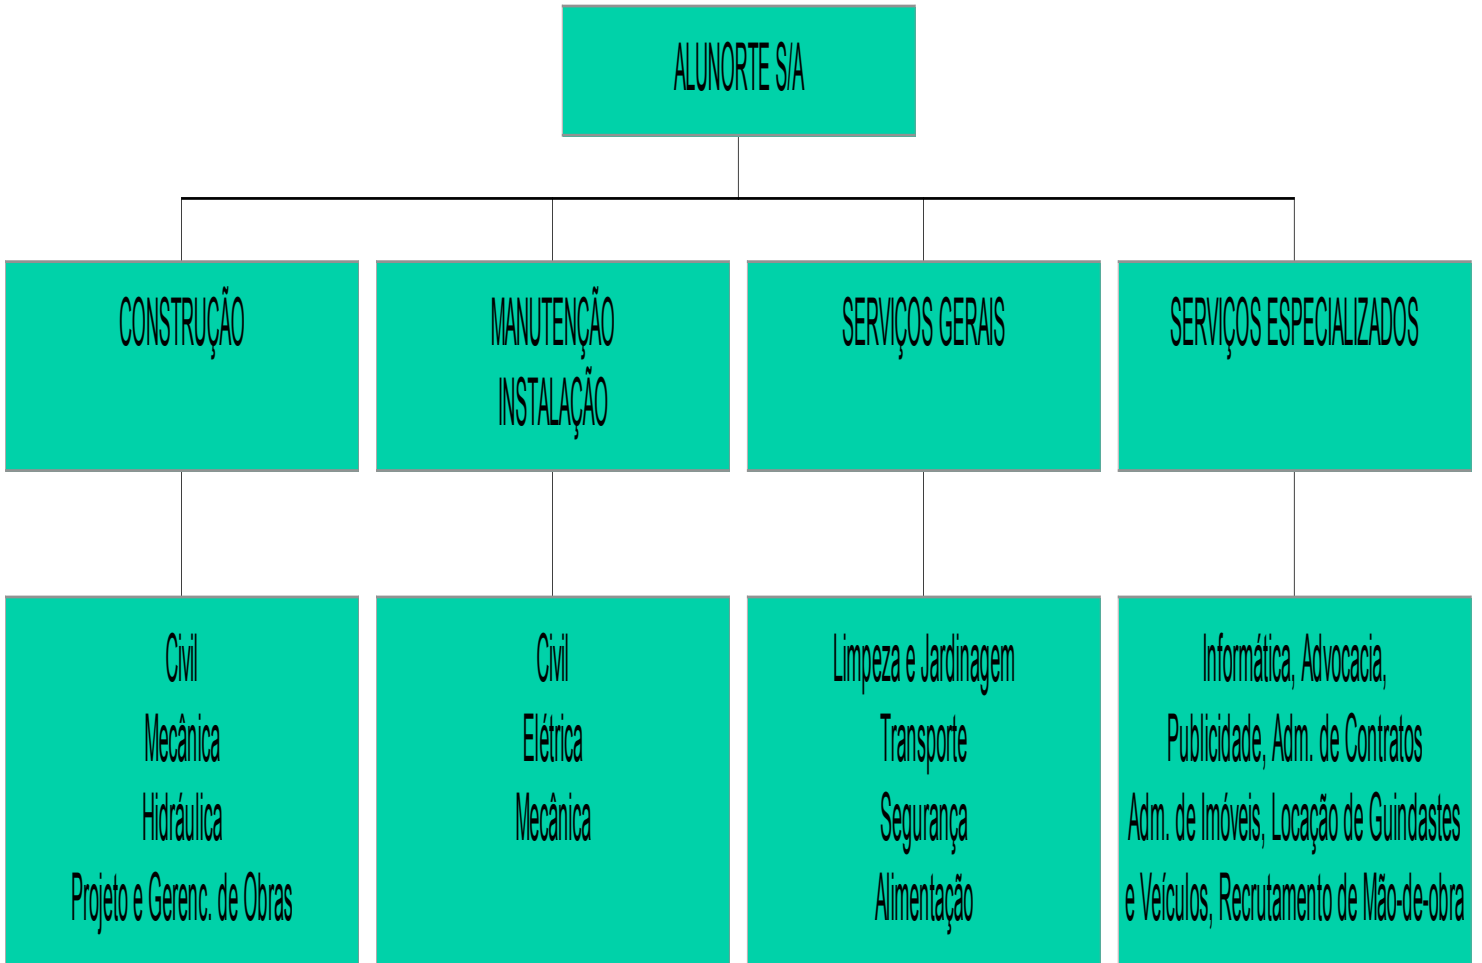 ALUNORTE S/A
CONSTRUÇÃO
MANUTENÇÃO
INSTALAÇÃO
SERVIÇOS GERAIS
SERVIÇOS ESPECIALIZADOS
Civil
Mecânica
Hidráulica
Projeto e Gerenc. de Obras
Civil
Elétrica
Mecânica
Limpeza e Jardinagem
Transporte
Segurança
Alimentação
Informática, Advocacia,
Publicidade, Adm. de Contratos
Adm. de Imóveis, Locação de Guindastes
e Veículos, Recrutamento de Mão-de-obra